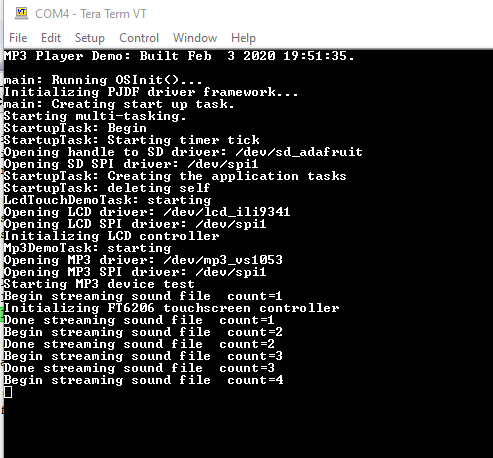 COM4 - Tera Term VT
File Edit Setup Control Window Help
MP3 Player Demo: Built Feb  3 2020 19:51:35.
main: Running OSInit()...
Initializing PJDF driver framework...
main: Creating start up task.
Starting multi-tasking.
StartupTask: Begin
StartupTask: Starting timer tick
Opening handle to SD driver: /dev/sd_adafruit
Opening SD SPI driver: /dev/spi1
StartupTask: Creating the application tasks
StartupTask: deleting self
LcdTouchDemoTask: starting
Opening LCD driver: /dev/lcd_ili9341
Opening LCD SPI driver: /dev/spi1
Initializing LCD controller
Mp3DemoTask: starting
Opening MP3 driver: /dev/mp3_vs1053
Opening MP3 SPI driver: /dev/spi1
Starting MP3 device test
Begin streaming sound file  count=1
Initializing FT6206 touchscreen controller
Done streaming sound file  count=1
Begin streaming sound file  count=2
Done streaming sound file  count=2
Begin streaming sound file  count=3
Done streaming sound file  count=3
Begin streaming sound file  count=4